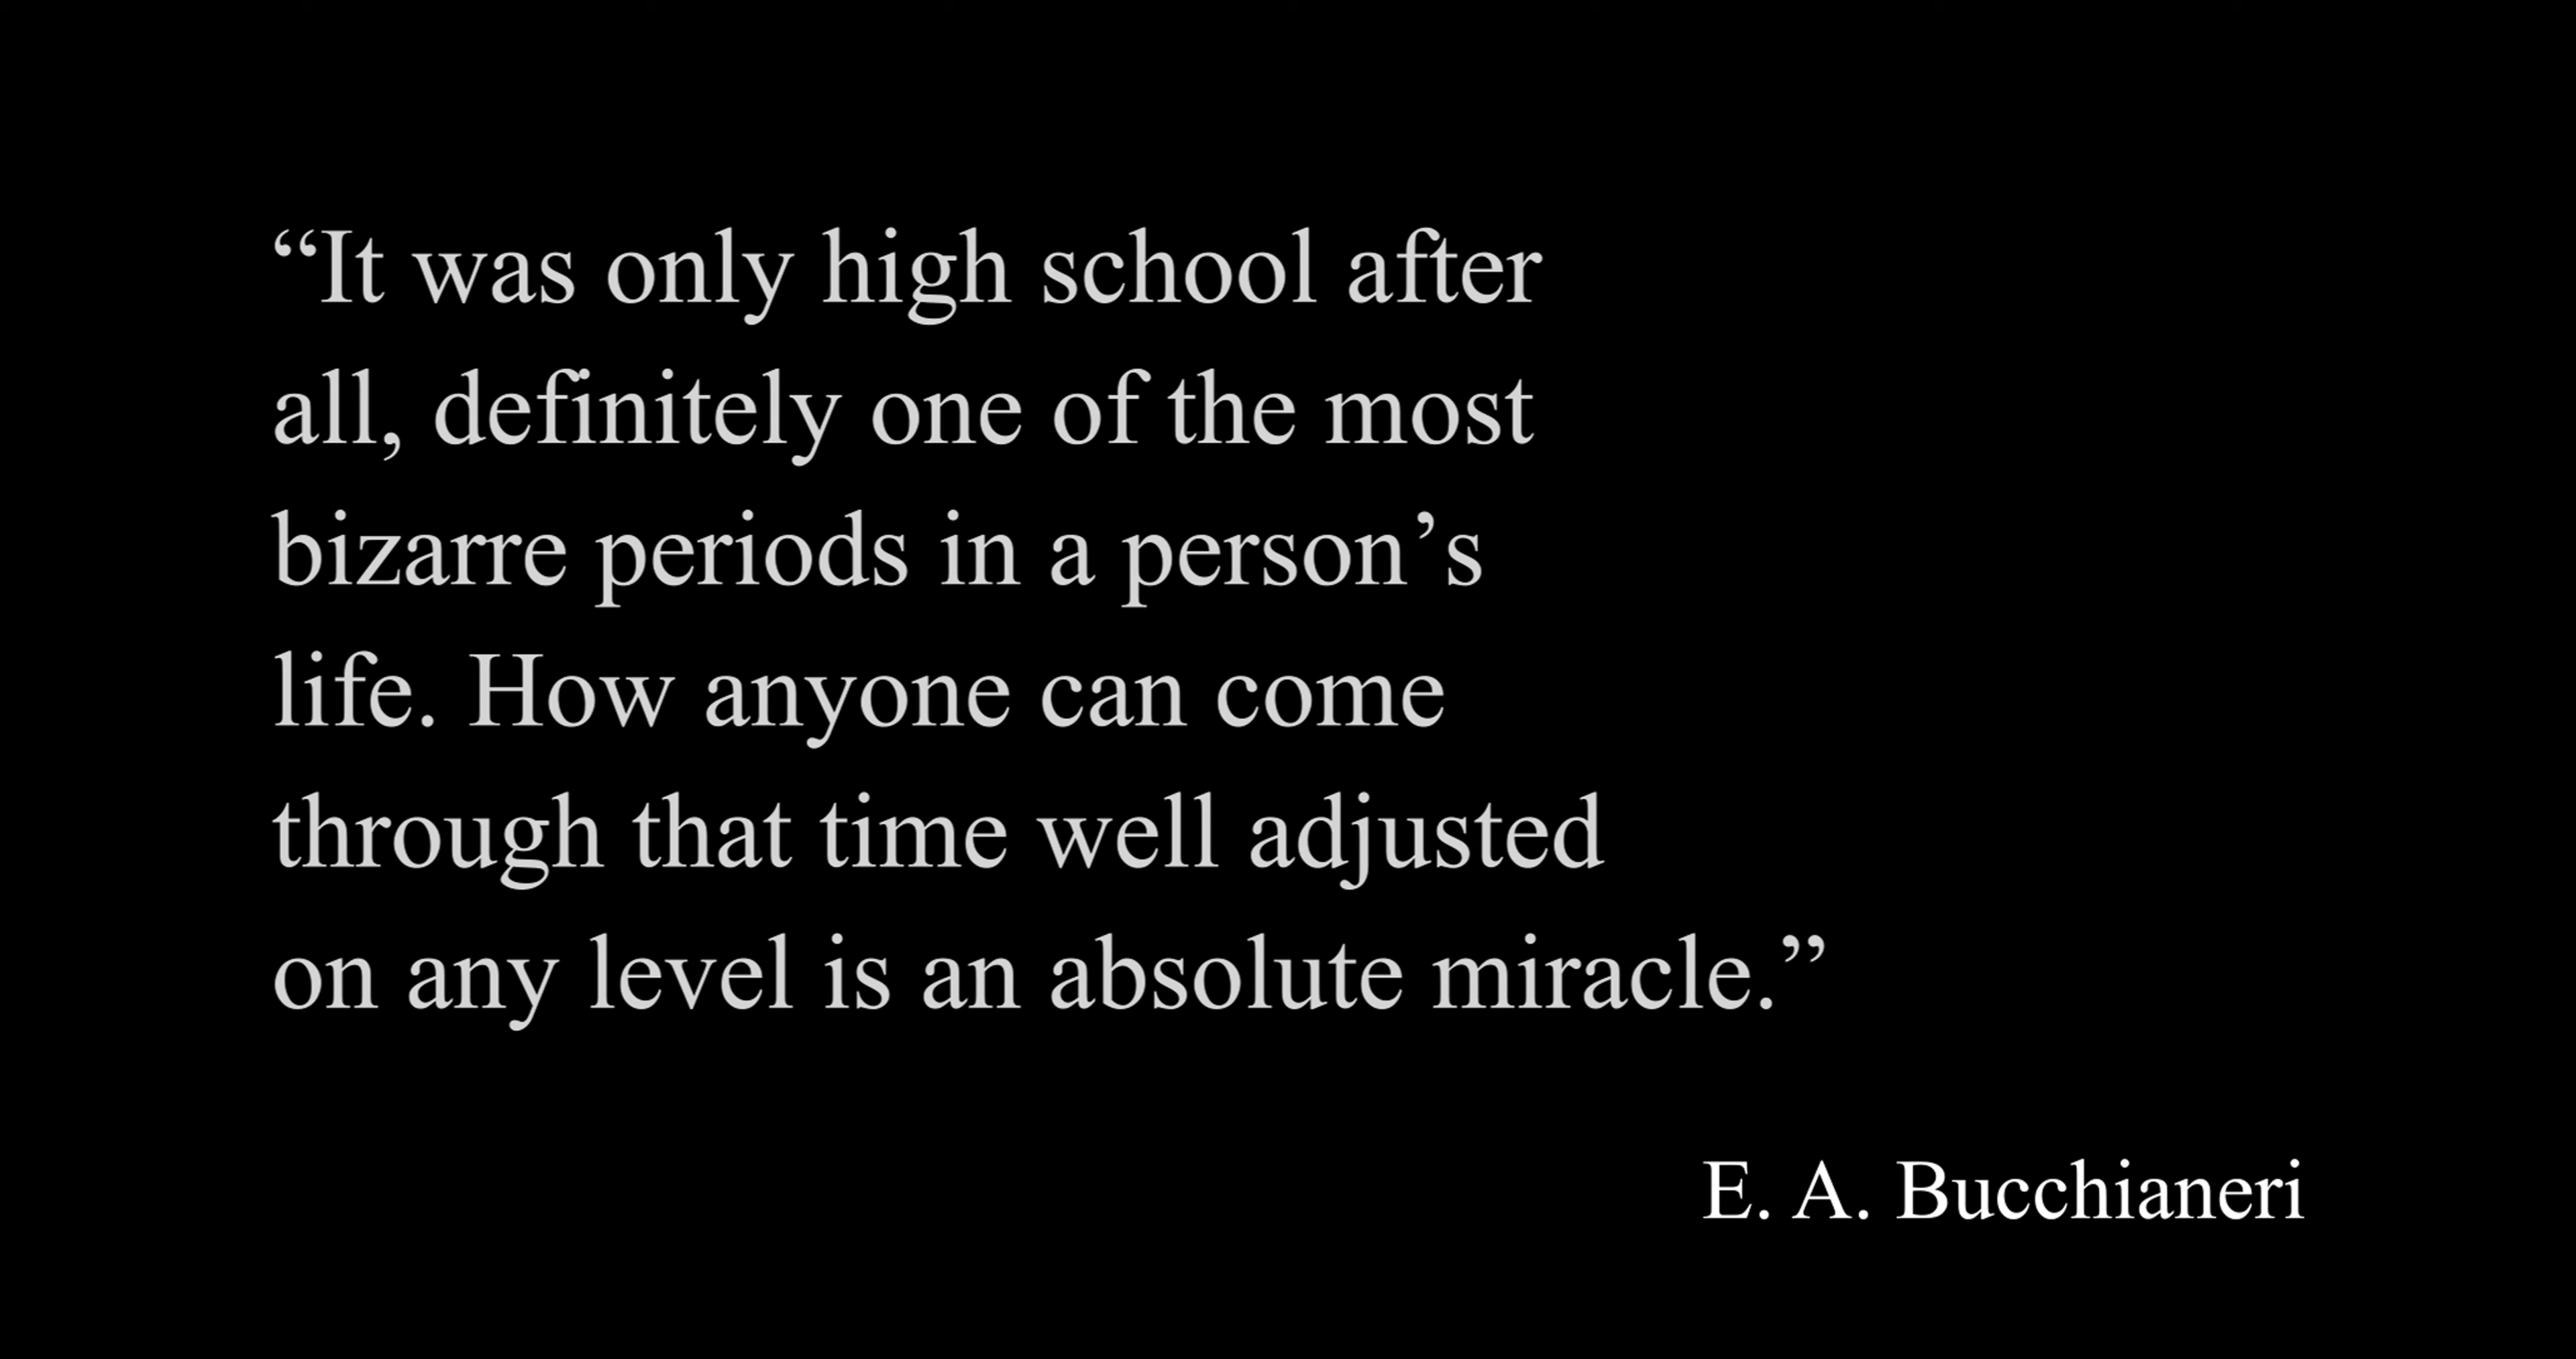 “It was only high school after
all, definitely one of the most
bizarre periods in a person’s
life. How anyone can come
through that time well adjusted
on any level is an absolute miracle.”
E. A. Bucchianeri